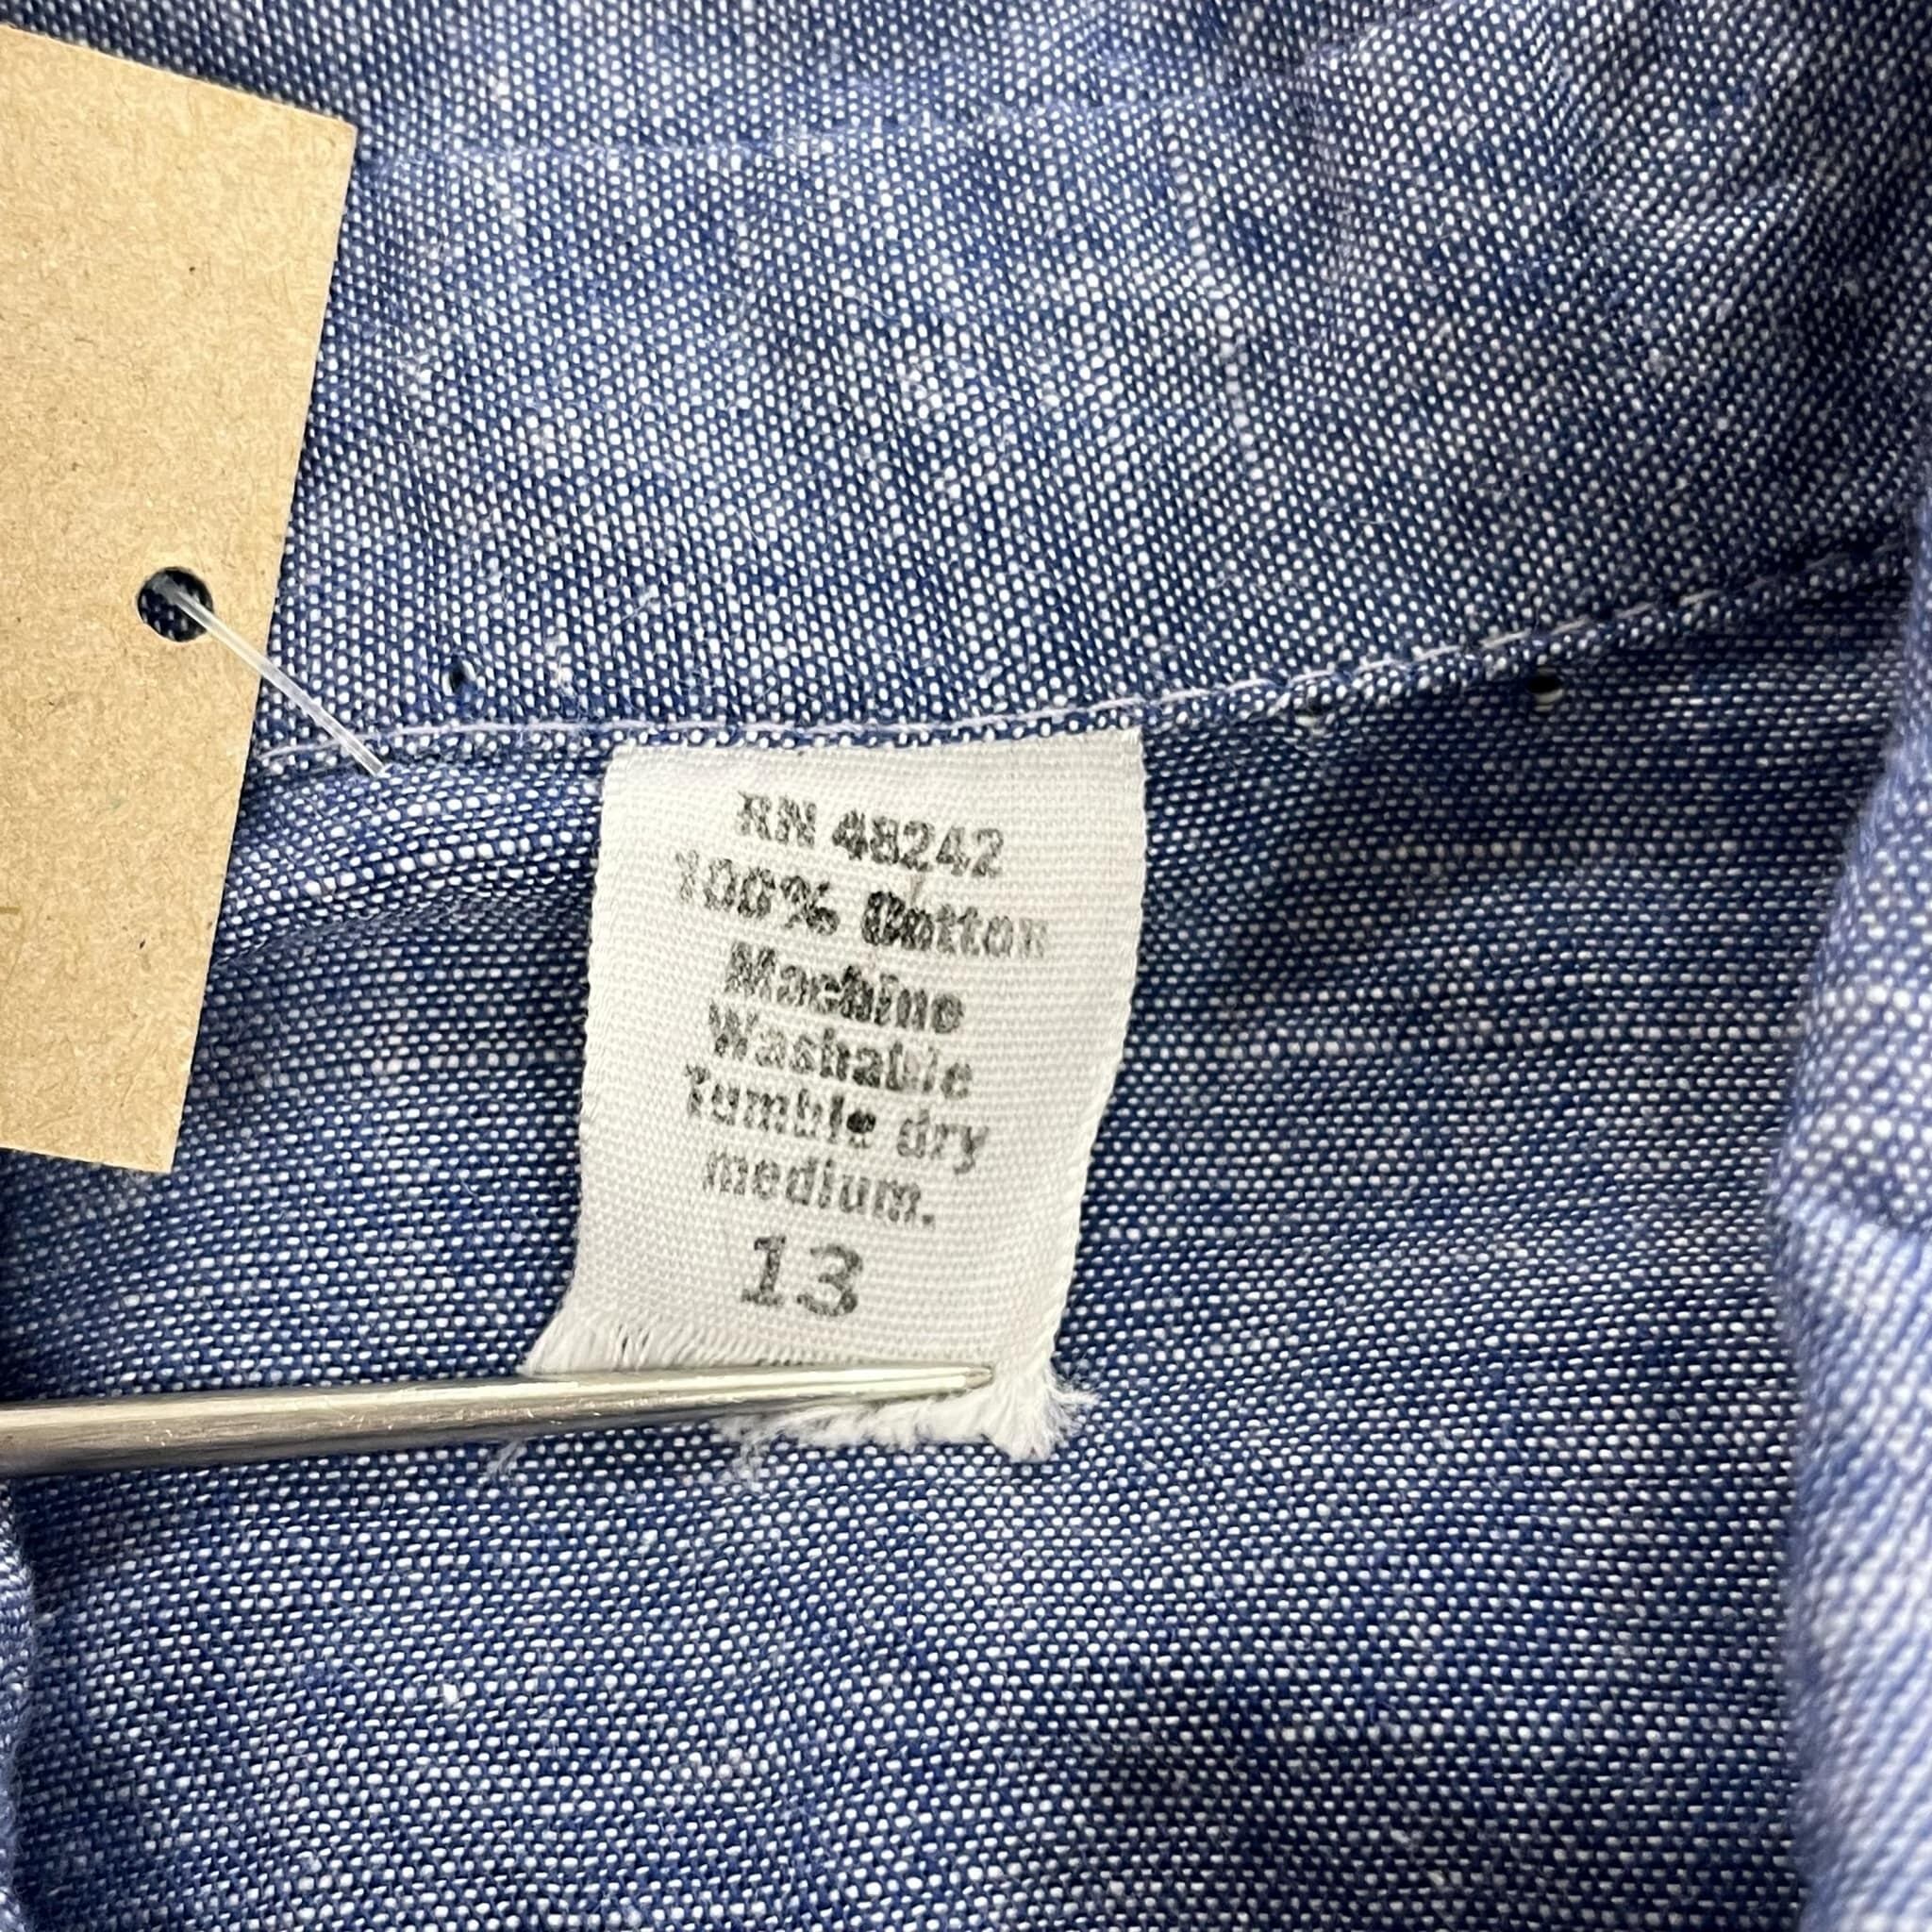 RN 48242
100% Cotton
Machine
Washable
Tumble dry
medium.
13